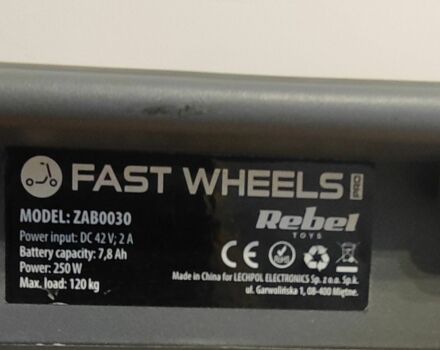 FAST WHEELS PRO
MODEL: ZAB0030
Power input: DC 42 V; 2 A
Battery capacity: 7,8 Ah
Power: 250 W
Max. load: 120 kg
Rebel
TOYS
CE
Made in China for LECHPOL ELECTRONICS Sp. z o.o. Sp.k.
ul. Garwolińska 1, 08-400 Miętne.